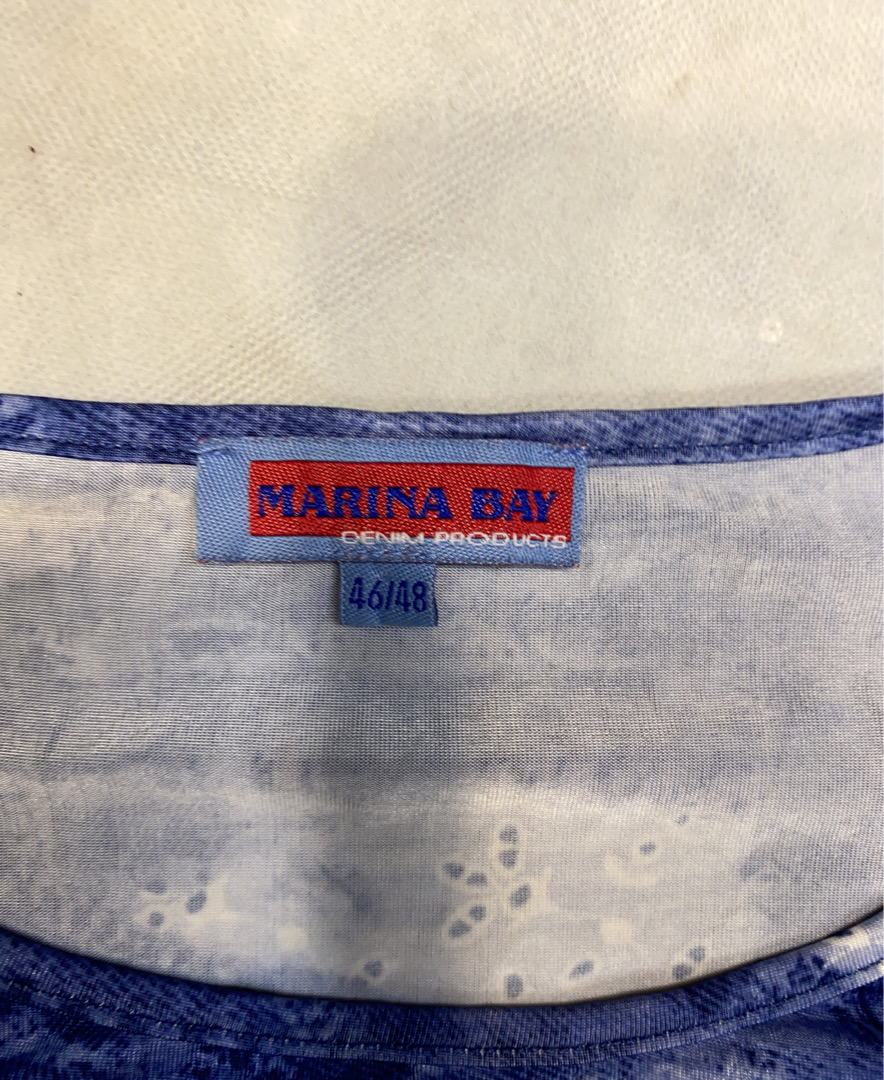 MARINA BAY
DENIM PRODUCTS
46/48